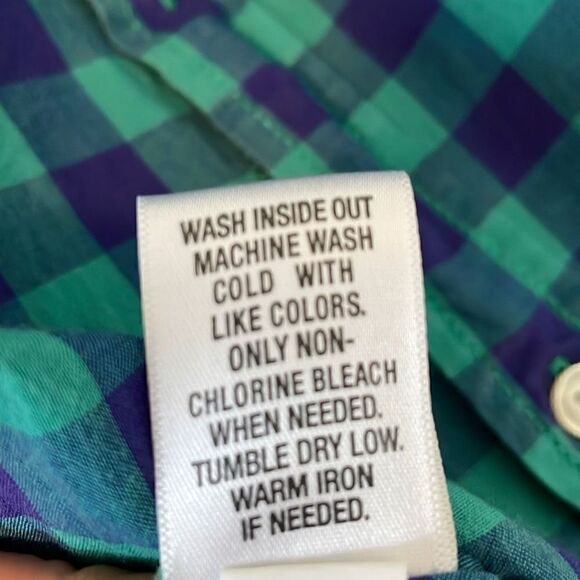 WASH INSIDE OUT
MACHINE WASH
COLD WITH
LIKE COLORS.
ONLY NON-
CHLORINE BLEACH
WHEN NEEDED.
TUMBLE DRY LOW.
WARM IRON
IF NEEDED.